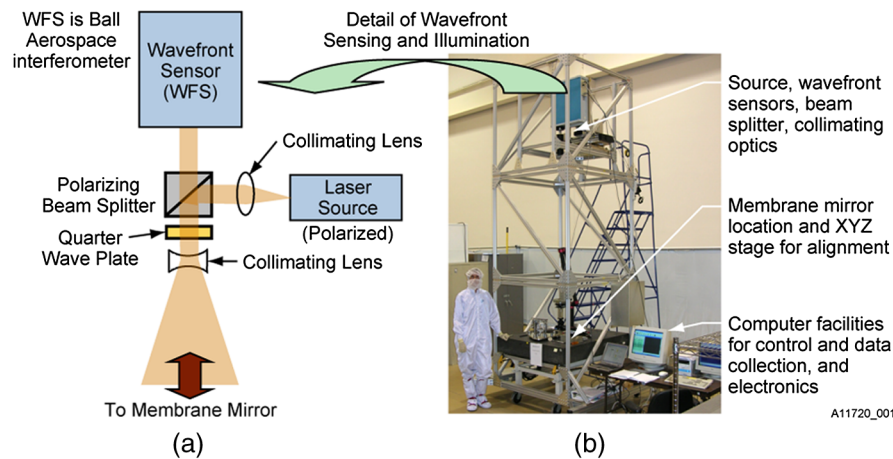 WFS is Ball
Aerospace
interferometer
Wavefront
Sensor
(WFS)
Detail of Wavefront
Sensing and Illumination
Collimating Lens
Polarizing
Beam Splitter
Laser
Source
(Polarized)
Quarter
Wave Plate
Collimating Lens
To Membrane Mirror
(a)
Source, wavefront
sensors, beam
splitter, collimating
optics
Membrane mirror
location and XYZ
stage for alignment
Computer facilities
for control and data
collection, and
electronics
A11720_001
(b)